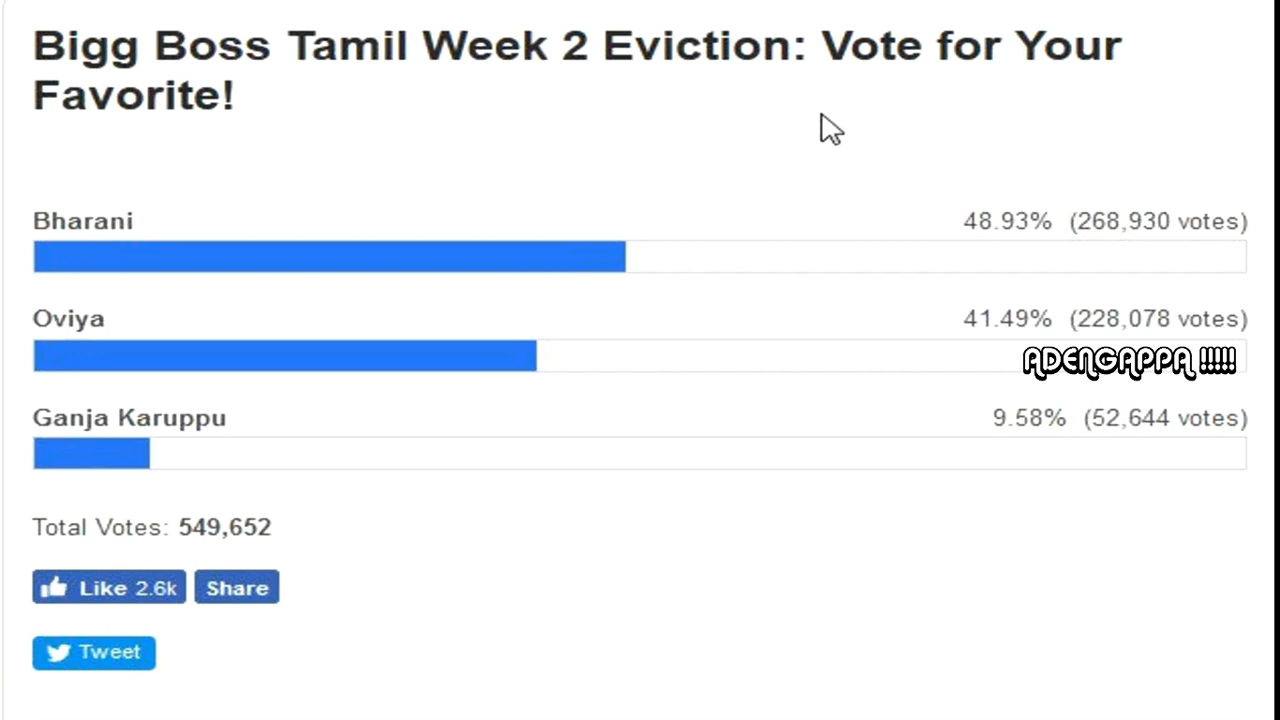 Bigg Boss Tamil Week 2 Eviction: Vote for Your
Favorite!
Bharani 48.93% (268,930 votes)
Oviya 41.49% (228,078 votes)
ADENGAPPA !!!!!
Ganja Karuppu 9.58% (52,644 votes)
Total Votes: 549,652
Like 2.6k Share
Tweet